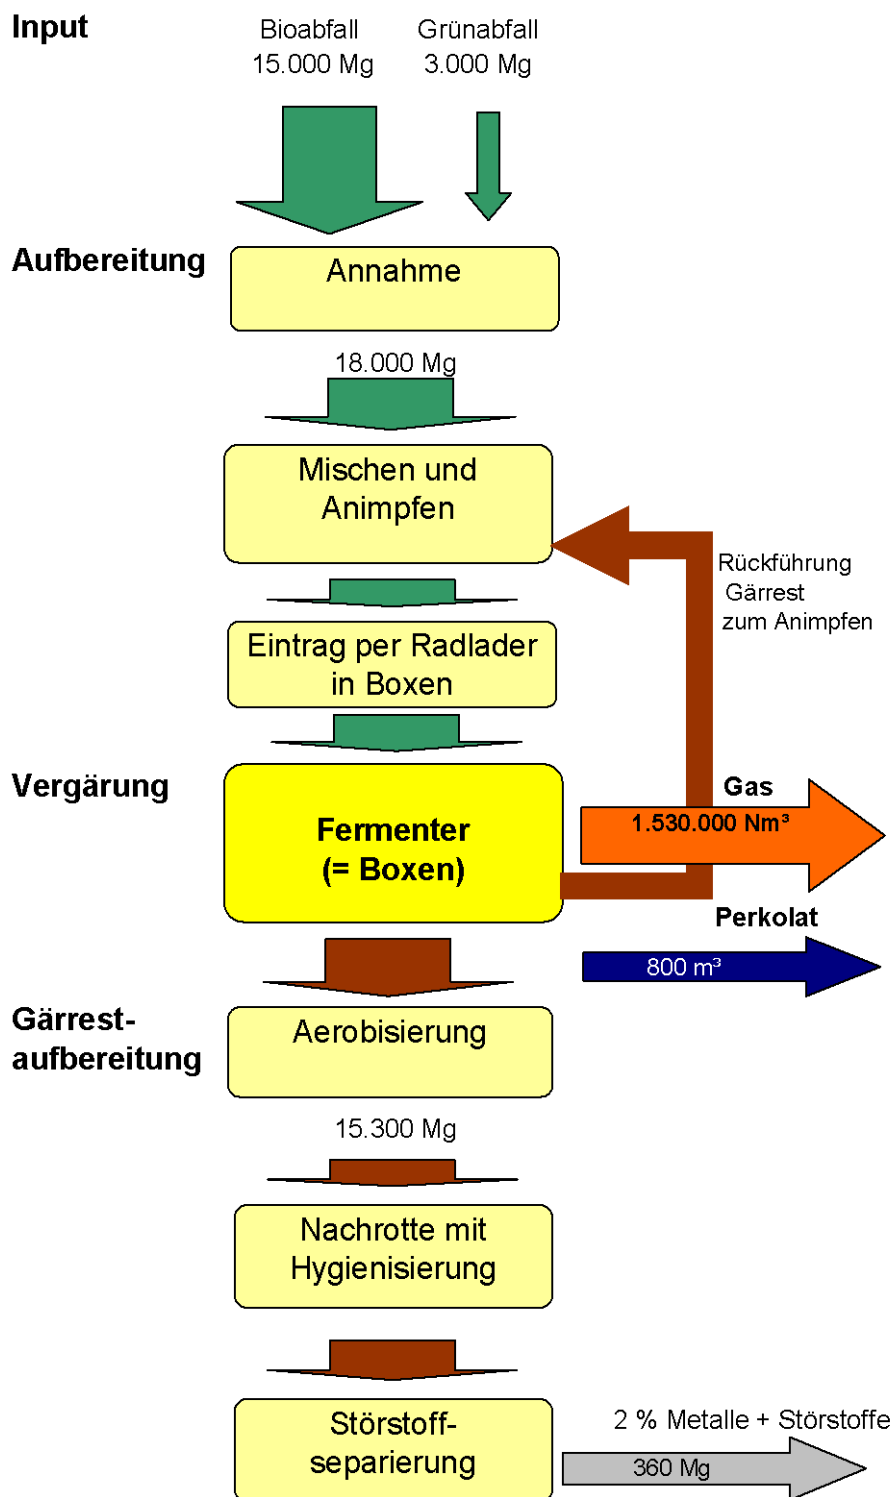 Input
Bioabfall
15.000 Mg
Grünabfall
3.000 Mg
Aufbereitung
Annahme
18.000 Mg
Mischen und
Animpfen
Rückführung
Gärrest
zum Animpfen
Eintrag per Radlader
in Boxen
Vergärung
Fermenter
(= Boxen)
Gas
1.530.000 Nm³
Perkolat
800 m³
Gärrest-
aufbereitung
Aerobisierung
15.300 Mg
Nachrotte mit
Hygienisierung
Störstoff-
separierung
2 % Metalle + Störstoffe
360 Mg